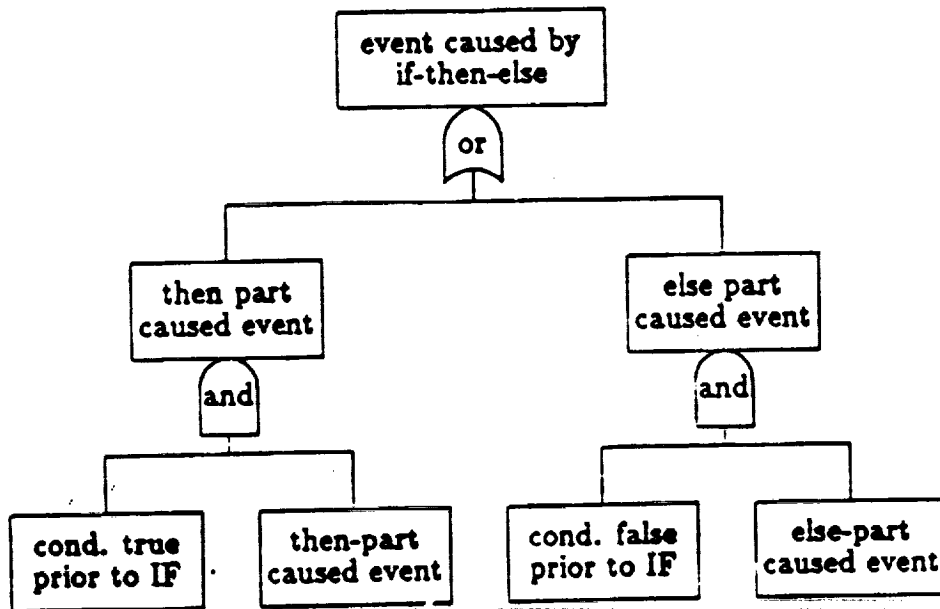 event caused by
if-then-else
or
then part
caused event
else part
caused event
and
and
cond. true
prior to IF
then-part
caused event
cond. false
prior to IF
else-part
caused event